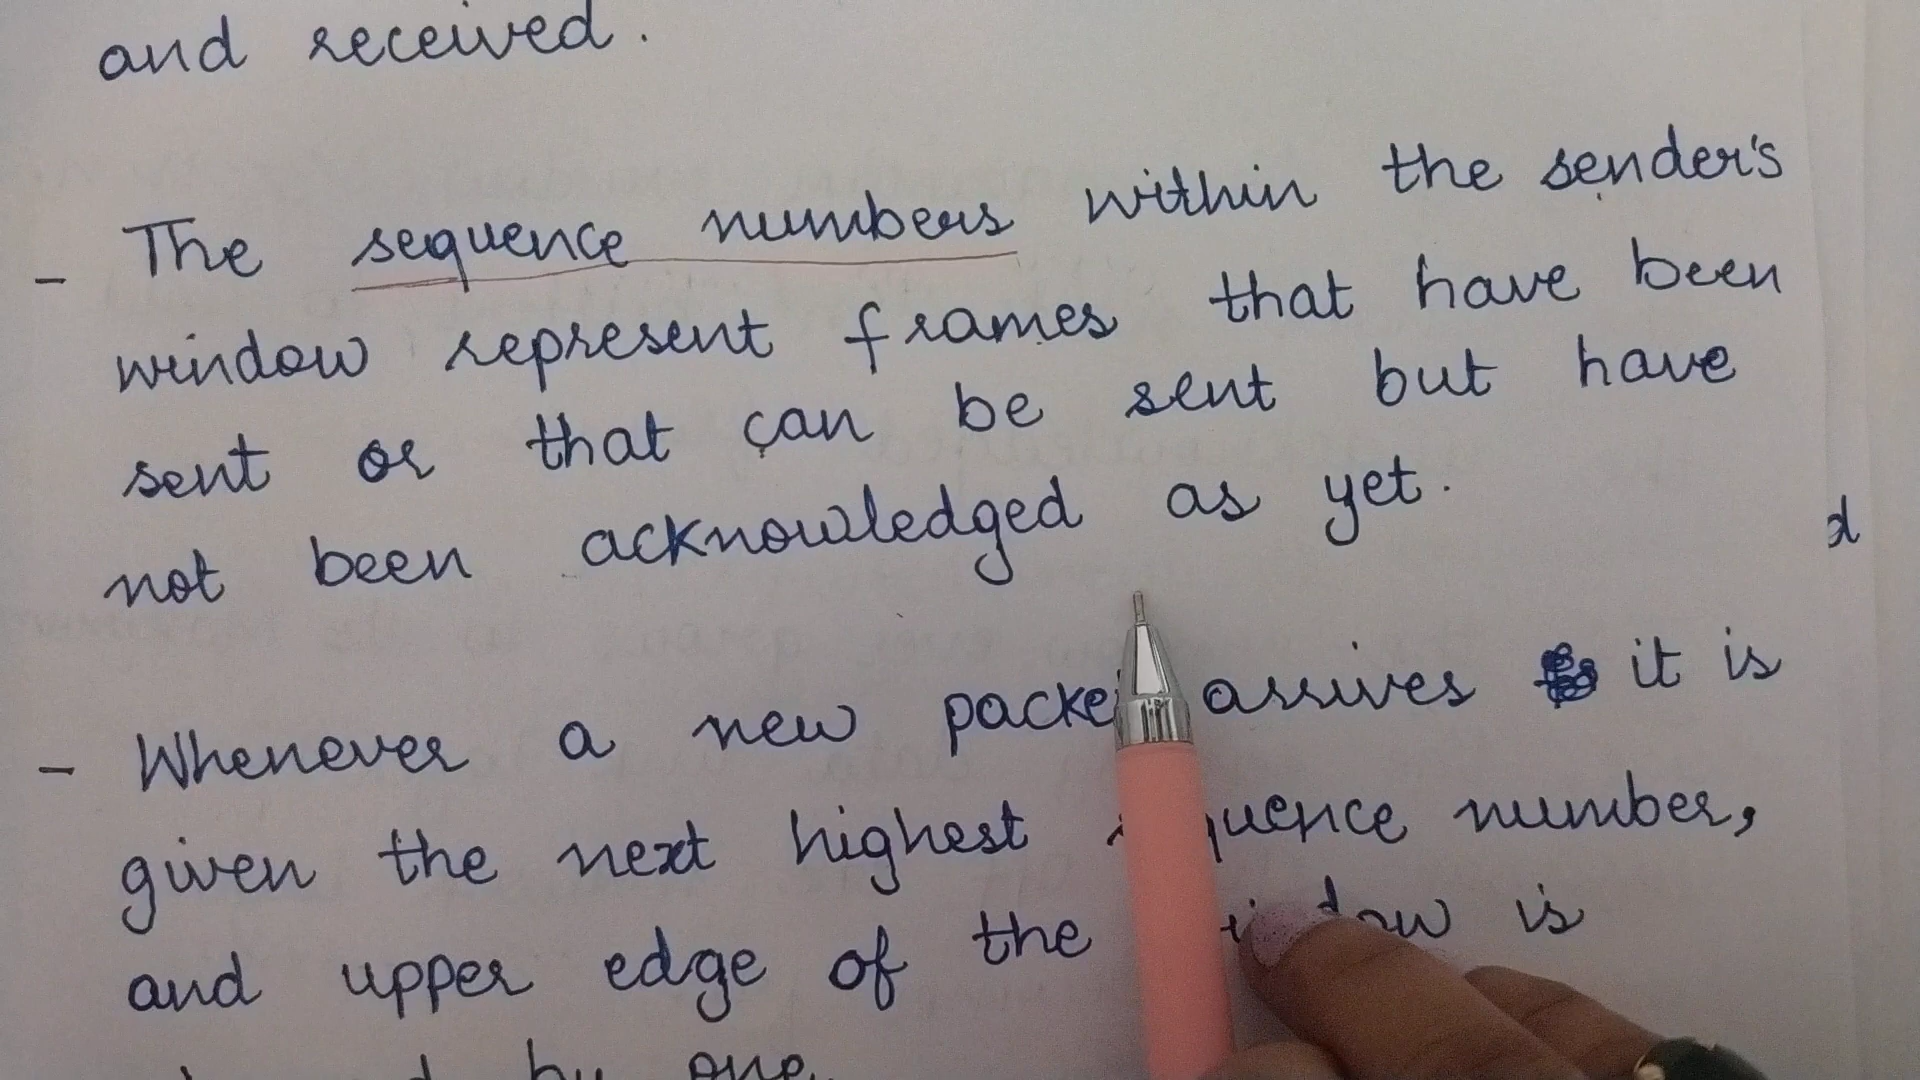 and received.
- The sequence numbers within the sender's
window represent frames that have been
sent or that can be sent but have
not been acknowledged as yet.
d
- Whenever a new packe arrives it is
given the next highest quence number,
and upper edge of the is
by one